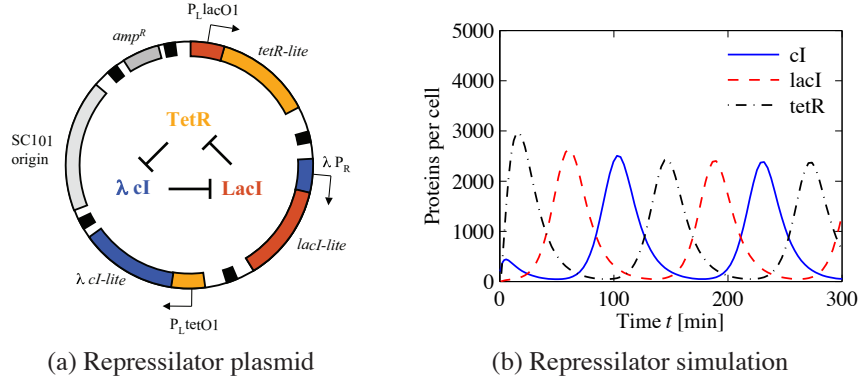 P_L lacO1
amp^R
tetR-lite
TetR
SC101
origin
λ P_R
λ cI
LacI
lacI-lite
λ cI-lite
P_L tetO1
(a) Repressilator plasmid
5000
4000
3000
2000
1000
0
Proteins per cell
cI
lacI
tetR
0
100
200
300
Time t [min]
(b) Repressilator simulation